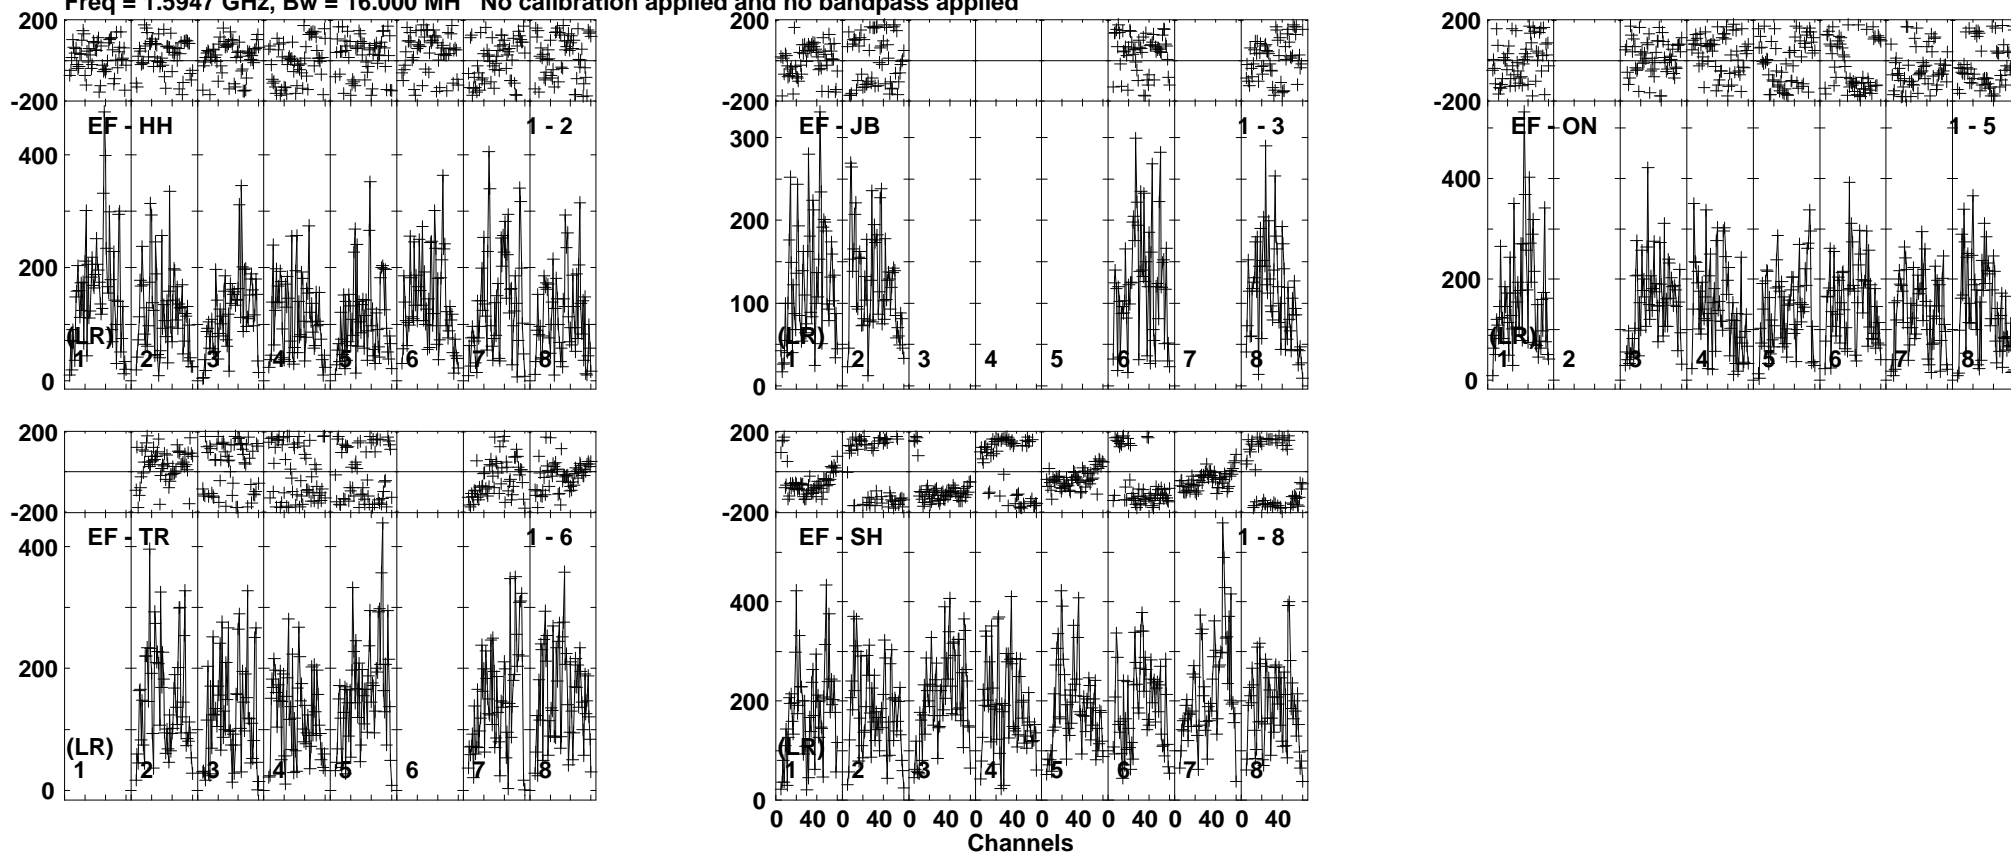 Freq = 1.5947 GHz, Bw = 16.000 MH   No calibration applied and no bandpass applied
200 200 200
-200 -200 -200
EF - HH 1 - 2 EF - JB 1 - 3 EF - ON 1 - 5
400 300 400
200 200 200
100
(LR) (LR) (LR)
1 2 3 4 5 6 7 8 1 2 3 4 5 6 7 8 1 2 3 4 5 6 7 8
0 0 0
200 200
-200 -200
EF - TR 1 - 6 EF - SH 1 - 8
400 400
200 200
(LR) (LR)
1 2 3 4 5 6 7 8 1 2 3 4 5 6 7 8
0 0
0 40 0 40 0 40 0 40 0 40 0 40 0 40 0 40
Channels